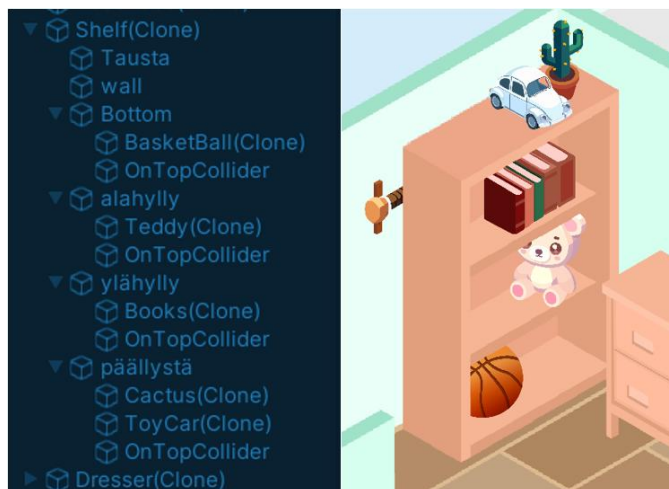 Shelf(Clone)
Tausta
wall
Bottom
BasketBall(Clone)
OnTopCollider
alahylly
Teddy(Clone)
OnTopCollider
ylähylly
Books(Clone)
OnTopCollider
päällystä
Cactus(Clone)
ToyCar(Clone)
OnTopCollider
Dresser(Clone)